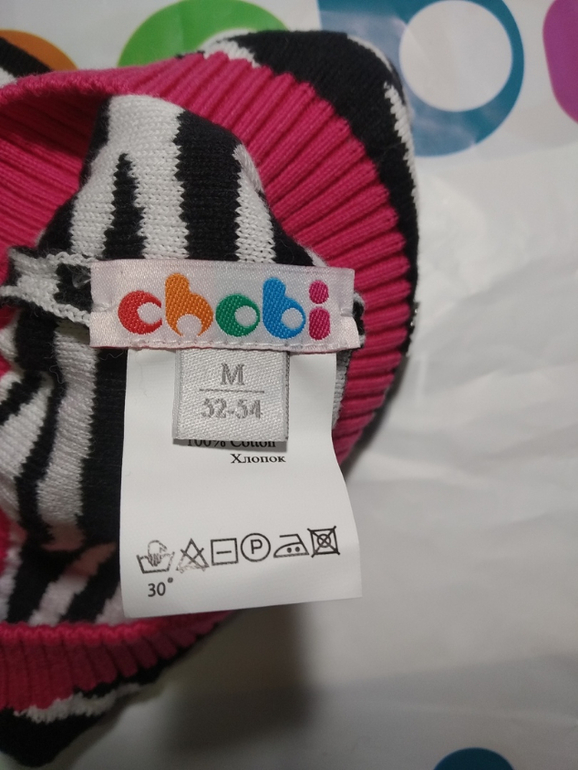 chobi
M
52-54
100% Cotton
Хлопок
P
30°